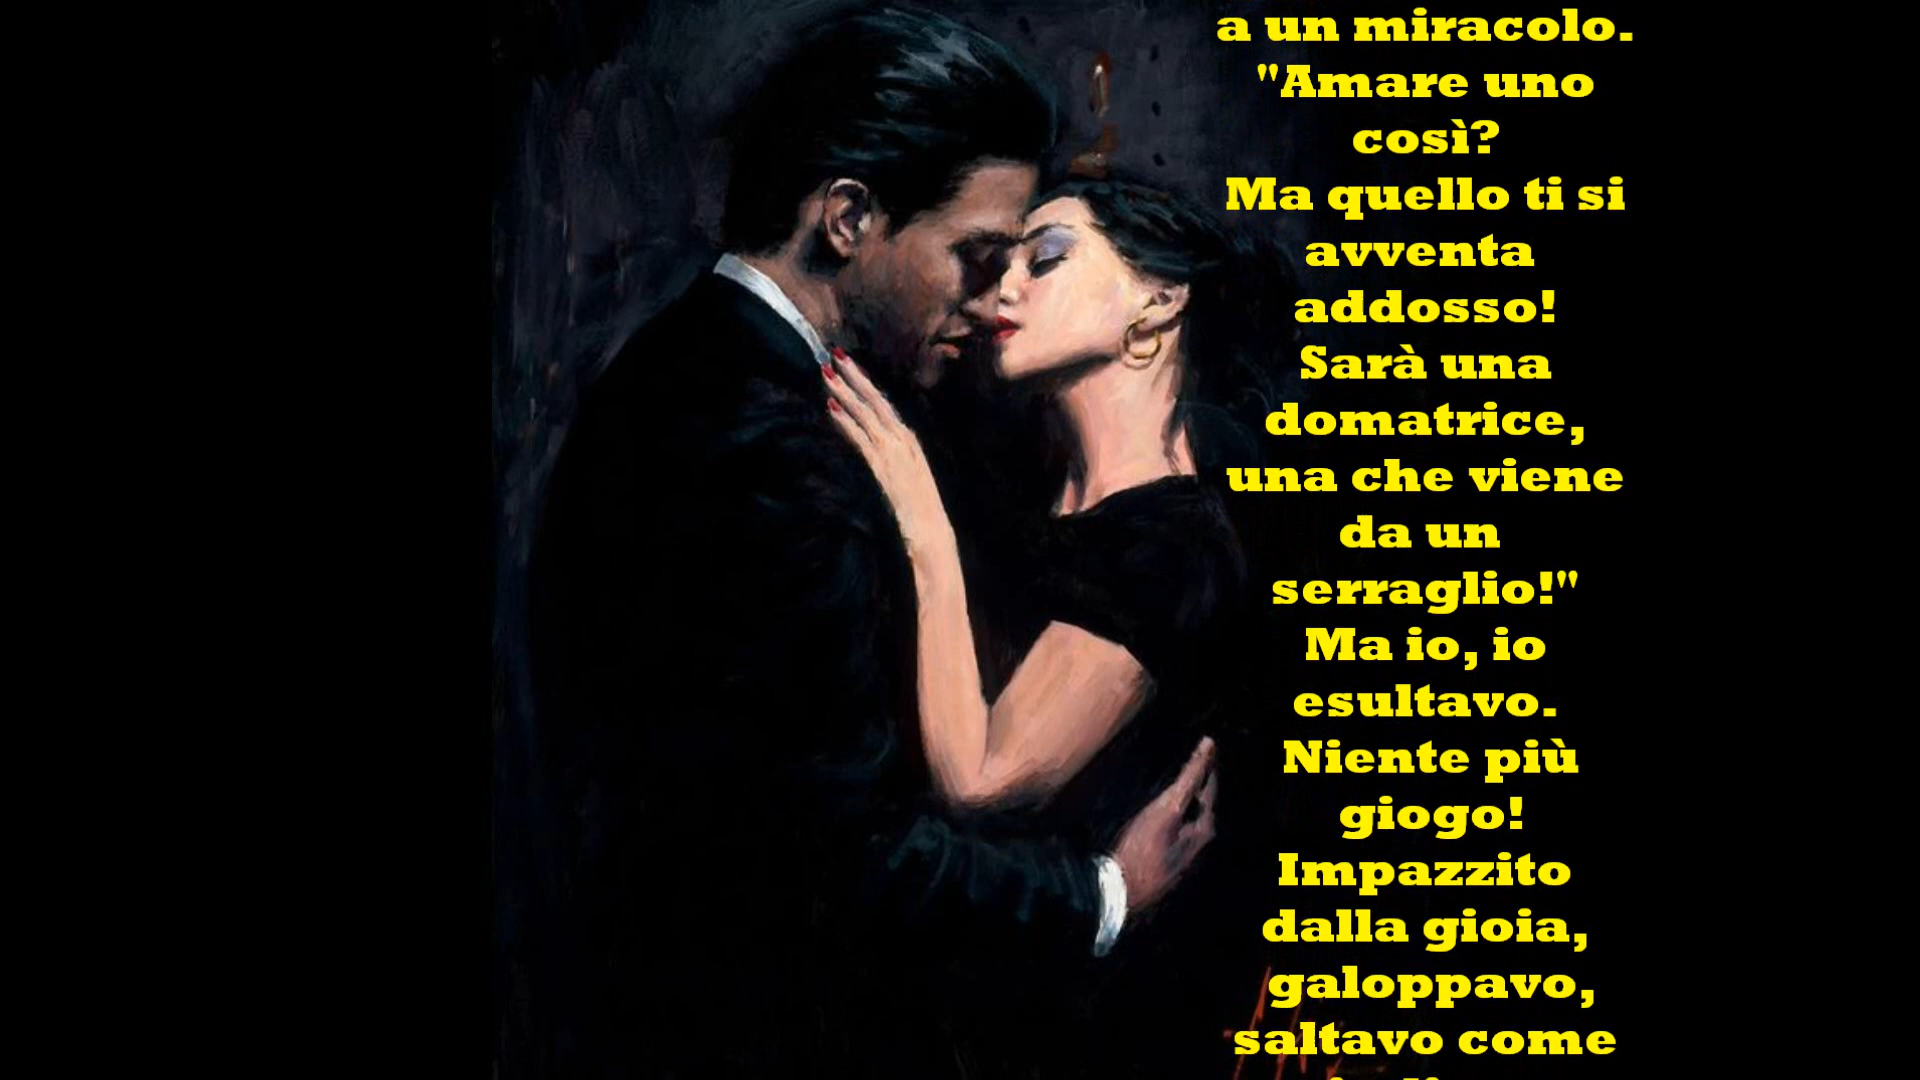 a un miracolo.
"Amare uno
così?
Ma quello ti si
avventa
addosso!
Sarà una
domatrice,
una che viene
da un
serraglio!"
Ma io, io
esultavo.
Niente più
giogo!
Impazzito
dalla gioia,
galoppavo,
saltavo come